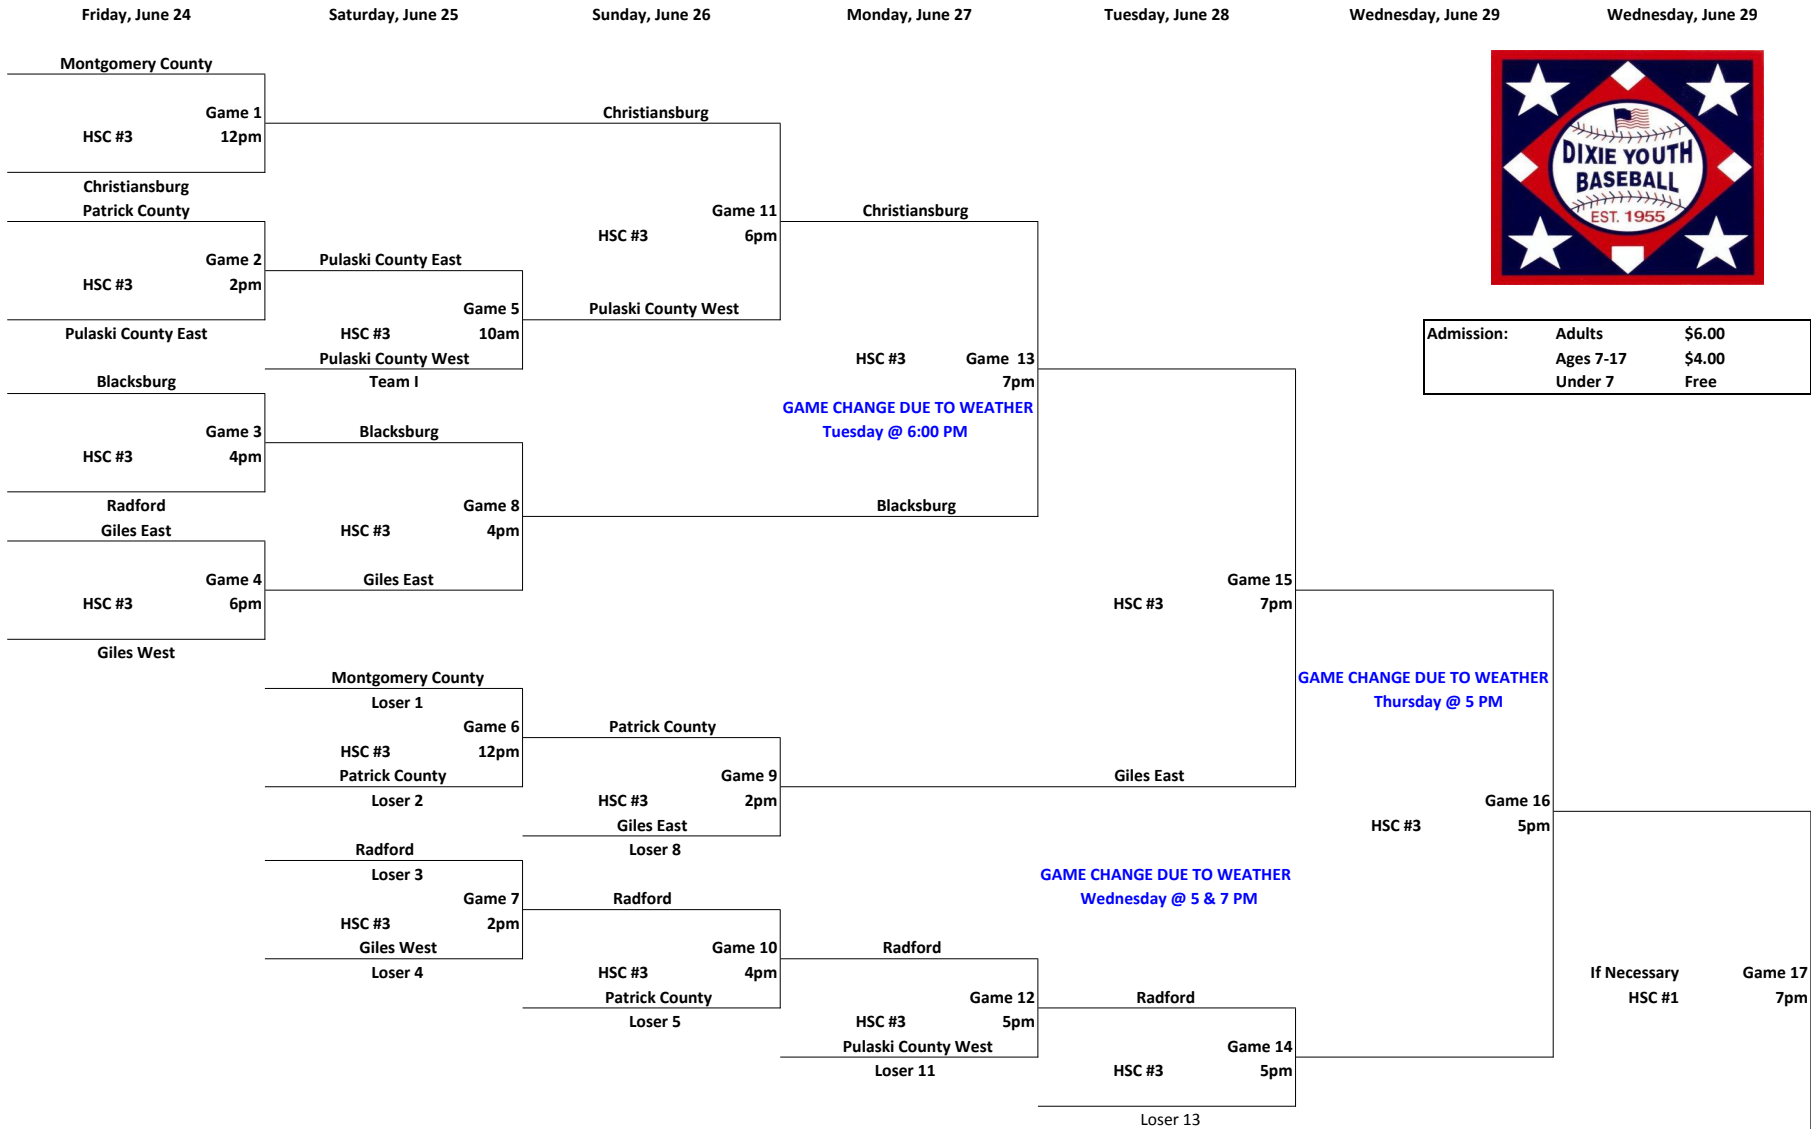 Friday, June 24 Saturday, June 25 Sunday, June 26 Monday, June 27 Tuesday, June 28 Wednesday, June 29 Wednesday, June 29
Montgomery County
Game 1 Christiansburg
HSC #3 12pm
Christiansburg
Patrick County Game 11 Christiansburg
HSC #3 6pm
Game 2 Pulaski County East
HSC #3 2pm
Game 5 Pulaski County West
Pulaski County East HSC #3 10am
Pulaski County West HSC #3 Game 13
Blacksburg Team I 7pm
GAME CHANGE DUE TO WEATHER
Game 3 Blacksburg Tuesday @ 6:00 PM
HSC #3 4pm
Radford Game 8 Blacksburg
Giles East HSC #3 4pm
Game 4 Giles East Game 15
HSC #3 6pm HSC #3 7pm
Giles West
Montgomery County GAME CHANGE DUE TO WEATHER
Loser 1 Thursday @ 5 PM
Game 6 Patrick County
HSC #3 12pm
Patrick County Game 9 Giles East
Loser 2 HSC #3 2pm Game 16
Giles East HSC #3 5pm
Radford Loser 8
Loser 3 GAME CHANGE DUE TO WEATHER
Game 7 Radford Wednesday @ 5 & 7 PM
HSC #3 2pm
Giles West Game 10 Radford
Loser 4 HSC #3 4pm If Necessary Game 17
Patrick County Game 12 Radford HSC #1 7pm
Loser 5 HSC #3 5pm
Pulaski County West Game 14
Loser 11 HSC #3 5pm
Loser 13
DIXIE YOUTH
BASEBALL
EST. 1955
Admission: Adults $6.00
Ages 7-17 $4.00
Under 7 Free